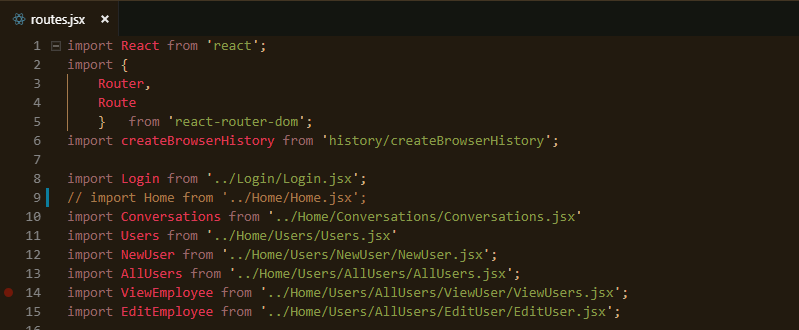 routes.jsx ×
1 import React from 'react';
2 import {
3 Router,
4 Route
5 } from 'react-router-dom';
6 import createBrowserHistory from 'history/createBrowserHistory';
7
8 import Login from '../Login/Login.jsx';
9 // import Home from '../Home/Home.jsx';
10 import Conversations from '../Home/Conversations/Conversations.jsx'
11 import Users from '../Home/Users/Users.jsx'
12 import NewUser from '../Home/Users/NewUser/NewUser.jsx';
13 import AllUsers from '../Home/Users/AllUsers/AllUsers.jsx';
14 import ViewEmployee from '../Home/Users/AllUsers/ViewUser/ViewUsers.jsx';
15 import EditEmployee from '../Home/Users/AllUsers/EditUser/EditUser.jsx';
16